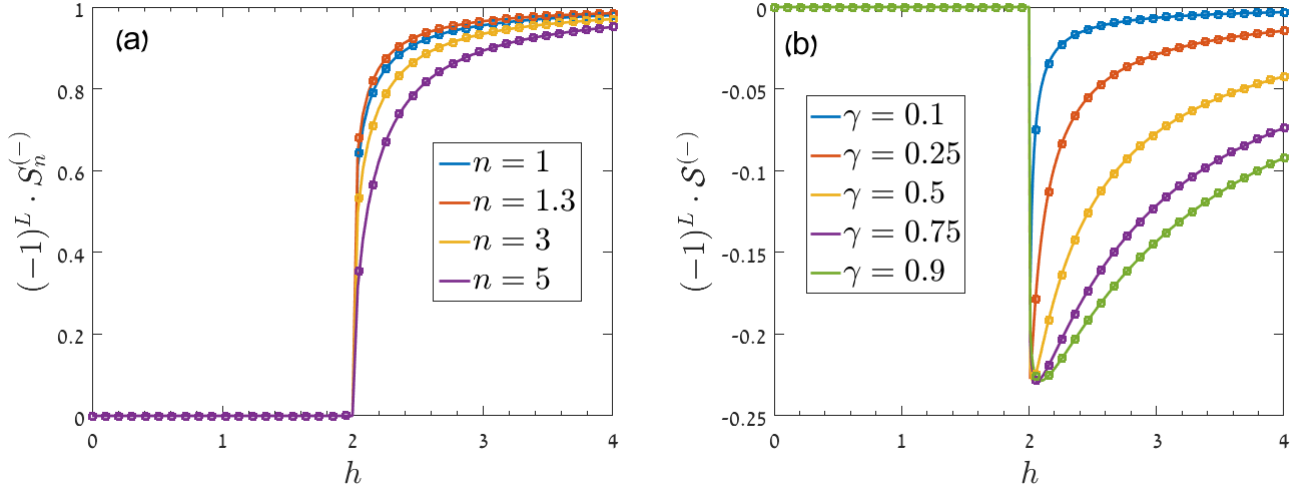 (a)
(-1)^L · S_n^{(-)}
1
0.8
0.6
0.4
0.2
0
n = 1
n = 1.3
n = 3
n = 5
0 1 2 3 4
h
(b)
(-1)^L · 𝒮^{(-)}
0
-0.05
-0.1
-0.15
-0.2
-0.25
γ = 0.1
γ = 0.25
γ = 0.5
γ = 0.75
γ = 0.9
0 1 2 3 4
h